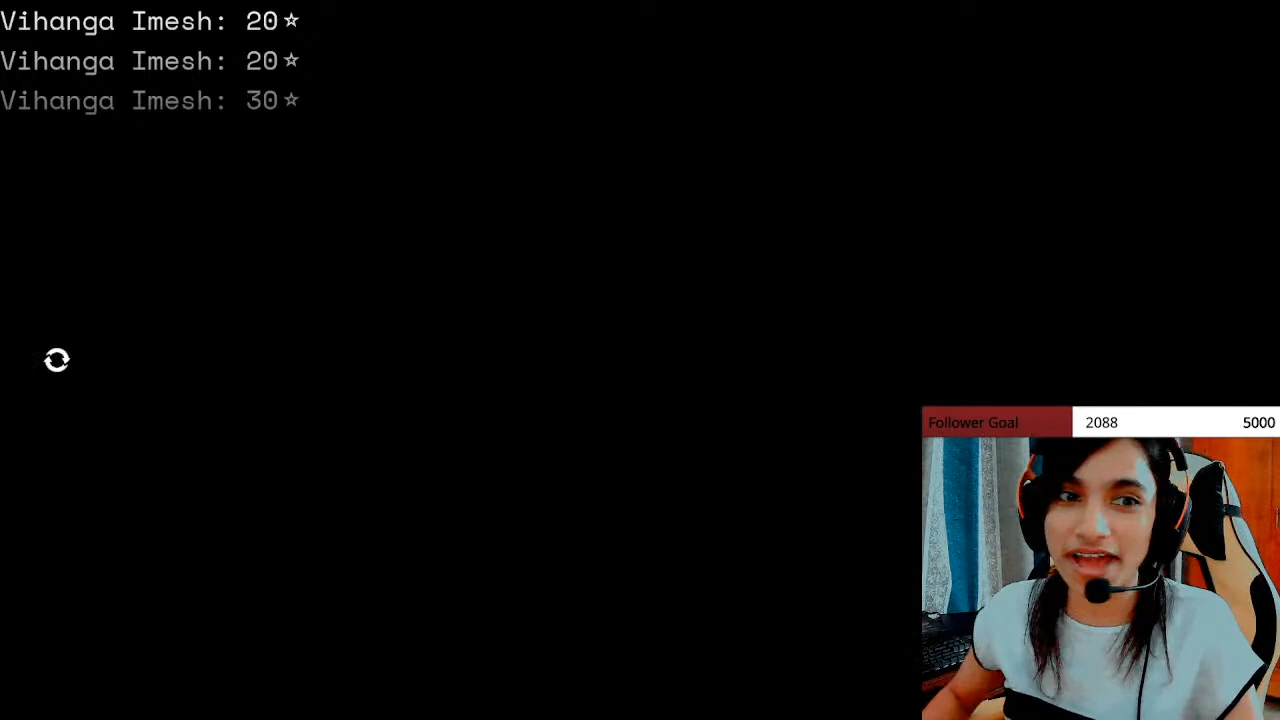 Vihanga Imesh: 20☆
Vihanga Imesh: 20☆
Vihanga Imesh: 30☆
Follower Goal 2088 5000